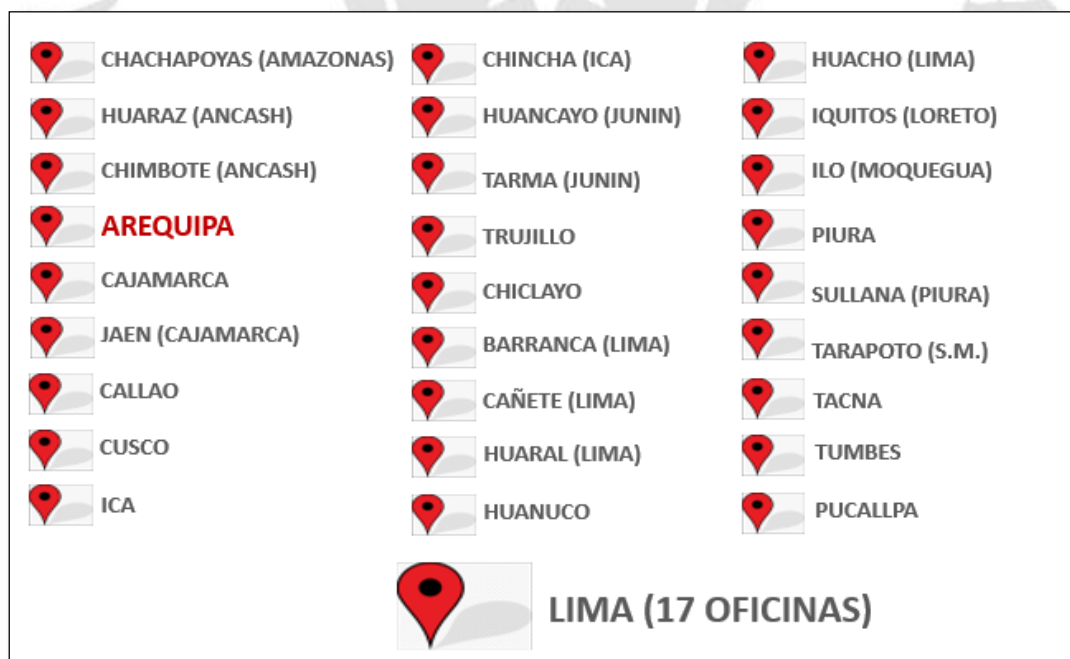 CHACHAPOYAS (AMAZONAS)
HUARAZ (ANCASH)
CHIMBOTE (ANCASH)
AREQUIPA
CAJAMARCA
JAEN (CAJAMARCA)
CALLAO
CUSCO
ICA
CHINCHA (ICA)
HUANCAYO (JUNIN)
TARMA (JUNIN)
TRUJILLO
CHICLAYO
BARRANCA (LIMA)
CAÑETE (LIMA)
HUARAL (LIMA)
HUANUCO
HUACHO (LIMA)
IQUITOS (LORETO)
ILO (MOQUEGUA)
PIURA
SULLANA (PIURA)
TARAPOTO (S.M.)
TACNA
TUMBES
PUCALLPA
LIMA (17 OFICINAS)